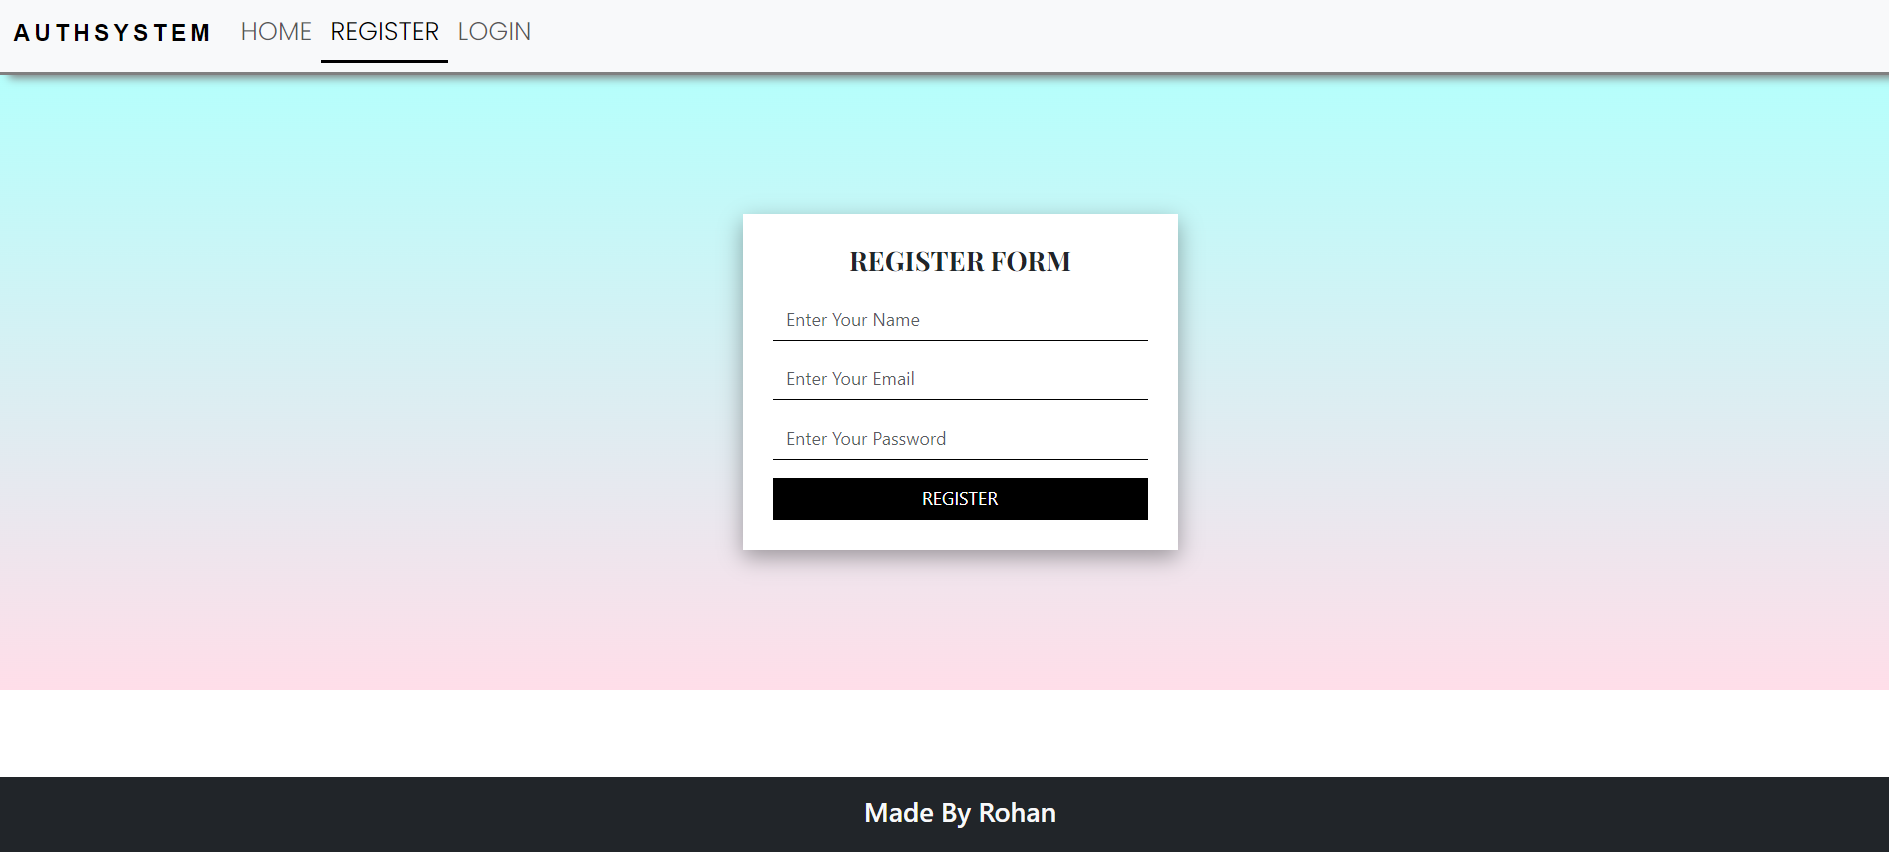 AUTHSYSTEM HOME REGISTER LOGIN
REGISTER FORM
Enter Your Name
Enter Your Email
Enter Your Password
REGISTER
Made By Rohan